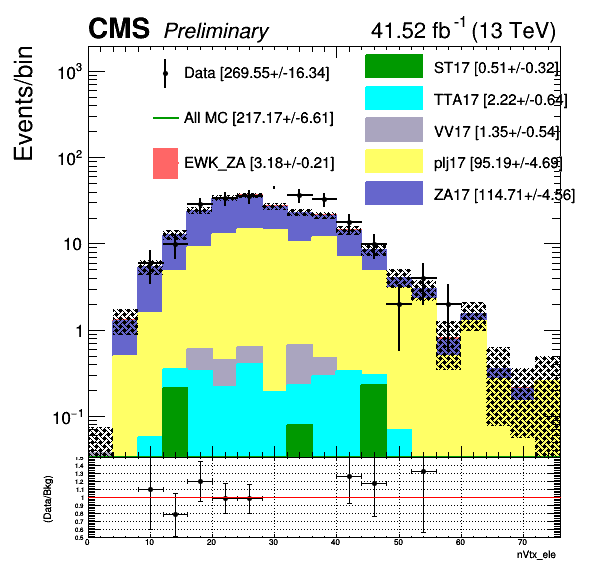 CMS Preliminary 41.52 fb⁻¹ (13 TeV)
Events/bin
10³
10²
10
1
10⁻¹
Data [269.55+/-16.34]
All MC [217.17+/-6.61]
EWK_ZA [3.18+/-0.21]
ST17 [0.51+/-0.32]
TTA17 [2.22+/-0.64]
VV17 [1.35+/-0.54]
plj17 [95.19+/-4.69]
ZA17 [114.71+/-4.56]
(Data/Bkg)
1.5
1.4
1.3
1.2
1.1
1
0.9
0.8
0.7
0.6
0.5
0 10 20 30 40 50 60 70
nVtx_ele